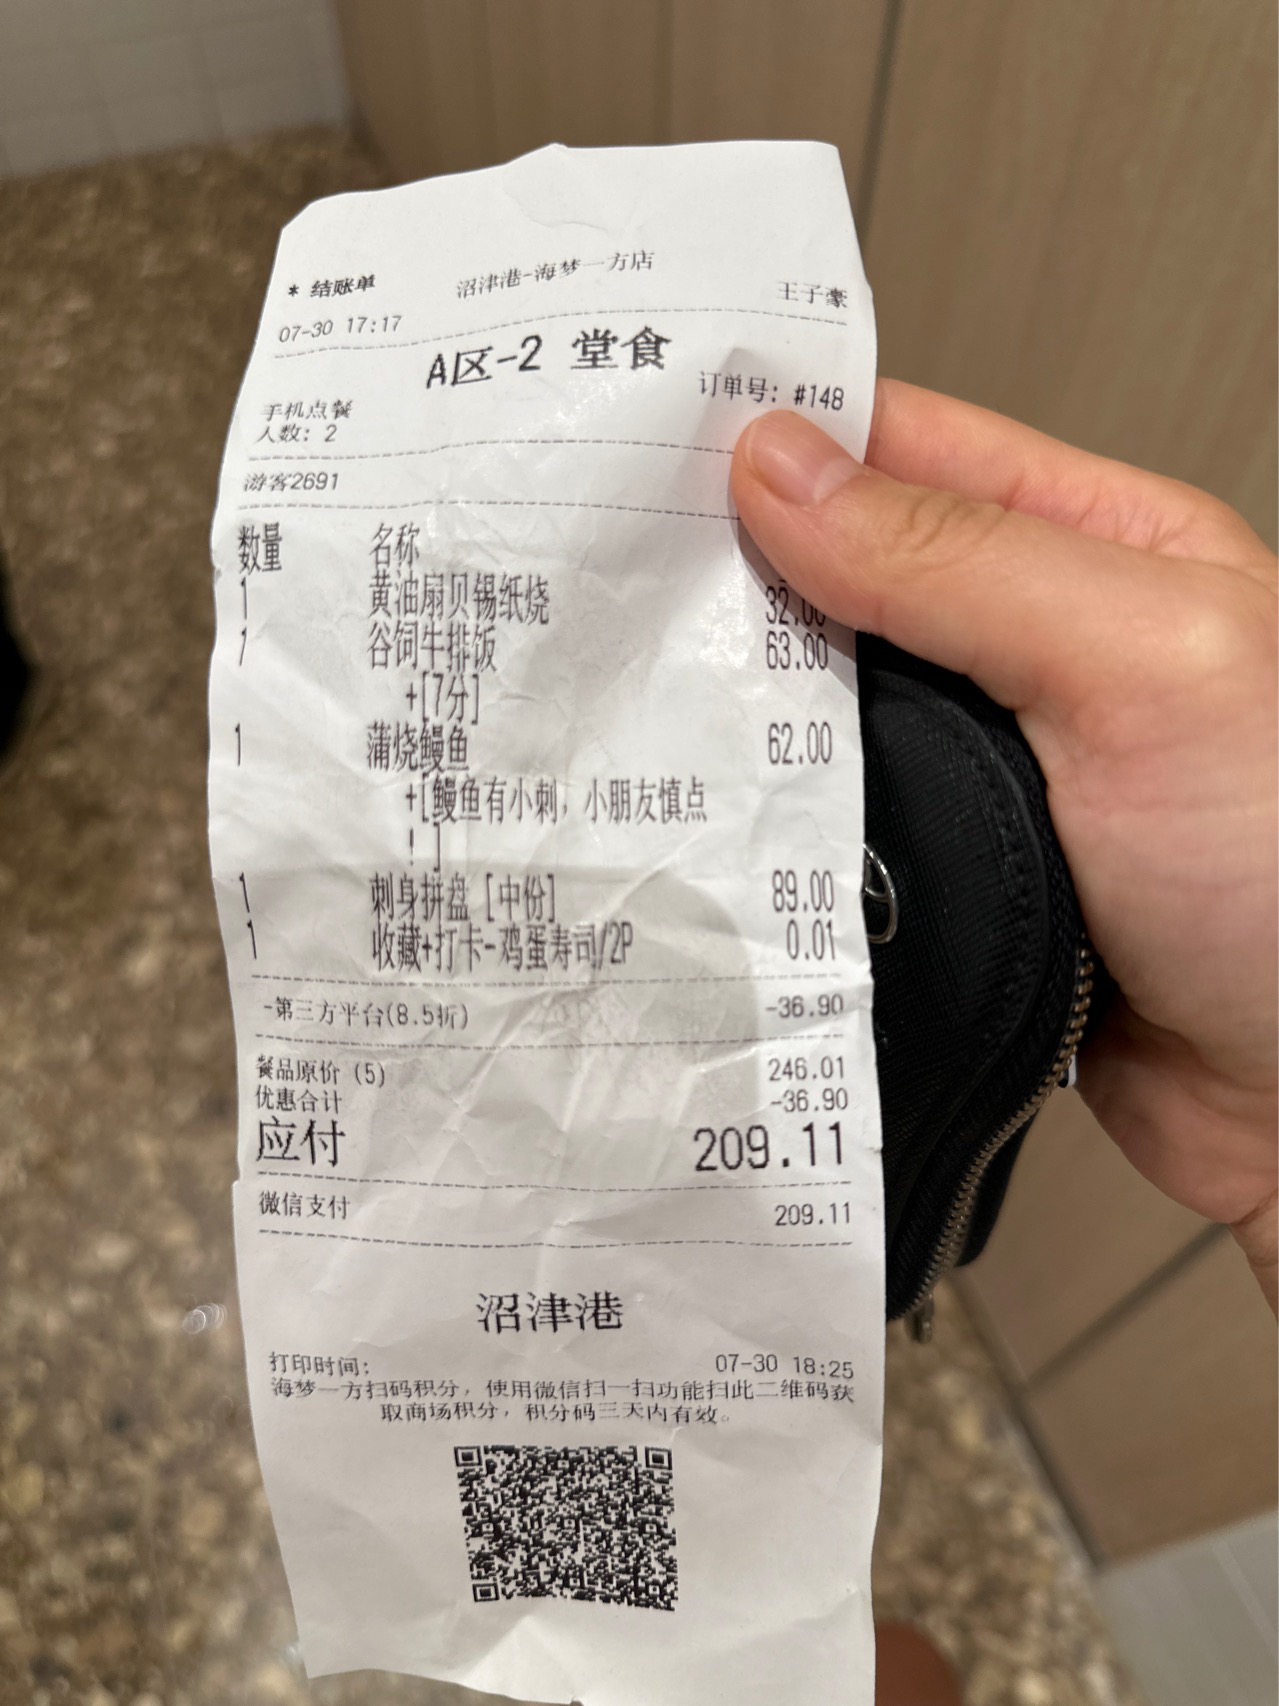 * 结账单
沼津港-海梦一方店
王子豪
07-30 17:17
A区-2 堂食
订单号: #148
手机点餐
人数: 2
游客2691
数量 名称
1 黄油扇贝锡纸烧 32.00
1 谷饲牛排饭 63.00
+[7分]
1 蒲烧鳗鱼 62.00
+[鳗鱼有小刺, 小朋友慎点
! ]
1 刺身拼盘 [中份] 89.00
1 收藏+打卡-鸡蛋寿司/2P 0.01
-第三方平台(8.5折) -36.90
餐品原价 (5) 246.01
优惠合计 -36.90
应付 209.11
微信支付 209.11
沼津港
打印时间: 07-30 18:25
海梦一方扫码积分, 使用微信扫一扫功能扫此二维码获
取商场积分, 积分码三天内有效。